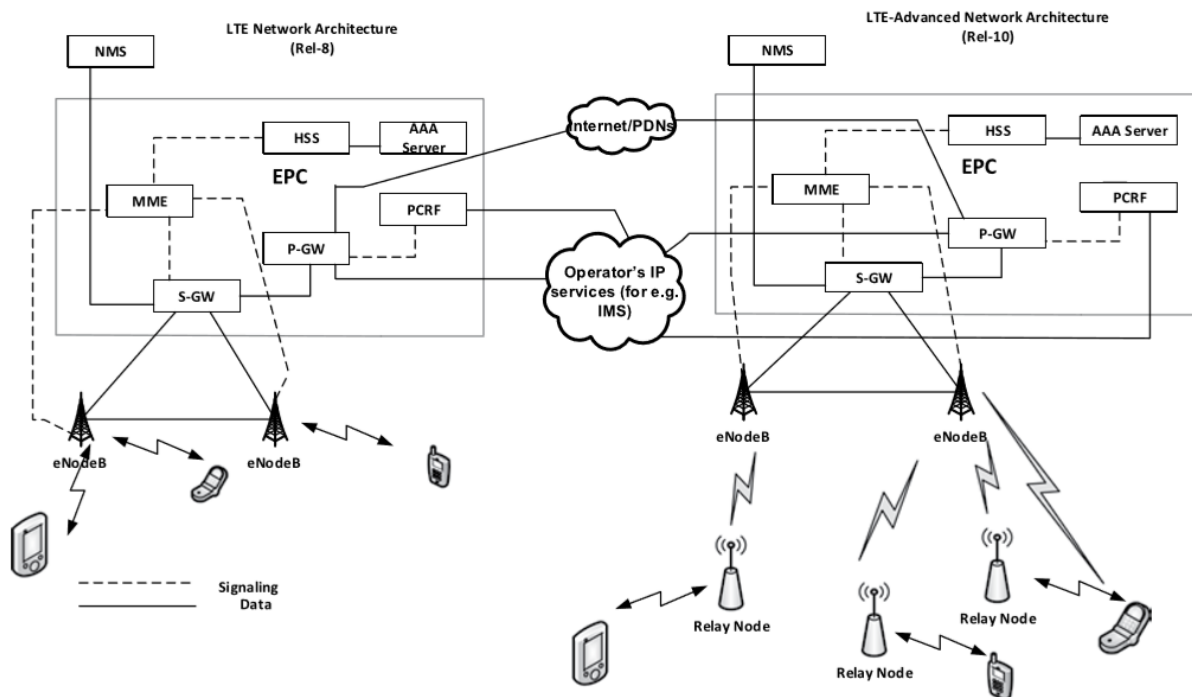 LTE Network Architecture
(Rel-8)
NMS
HSS
AAA
Server
EPC
MME
PCRF
P-GW
S-GW
eNodeB
eNodeB
Signaling
Data
Internet/PDNs
Operator's IP
services (for e.g.
IMS)
LTE-Advanced Network Architecture
(Rel-10)
NMS
HSS
AAA Server
EPC
MME
PCRF
P-GW
S-GW
eNodeB
eNodeB
Relay Node
Relay Node
Relay Node